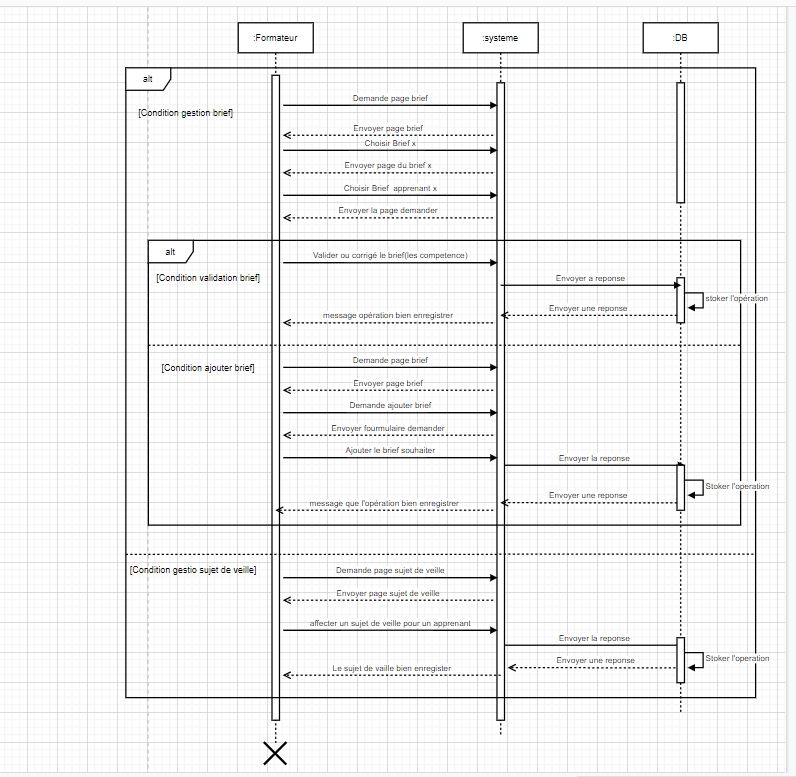 :Formateur
:systeme
:DB
alt
Demande page brief
[Condition gestion brief]
Envoyer page brief
Choisir Brief x
Envoyer page du brief x
Choisir Brief apprenant x
Envoyer la page demander
alt
Valider ou corrigé le brief(les competence)
[Condition validation brief]
Envoyer a reponse
stoker l'opération
Envoyer une reponse
message opération bien enregistrer
Demande page brief
[Condition ajouter brief]
Envoyer page brief
Demande ajouter brief
Envoyer fourmulaire demander
Ajouter le brief souhaiter
Envoyer la reponse
Stoker l'operation
Envoyer une reponse
message que l'opération bien enregistrer
[Condition gestio sujet de veille]
Demande page sujet de veille
Envoyer page sujet de veille
affecter un sujet de veille pour un apprenant
Envoyer la reponse
Stoker l'operation
Envoyer une reponse
Le sujet de vaille bien enregister